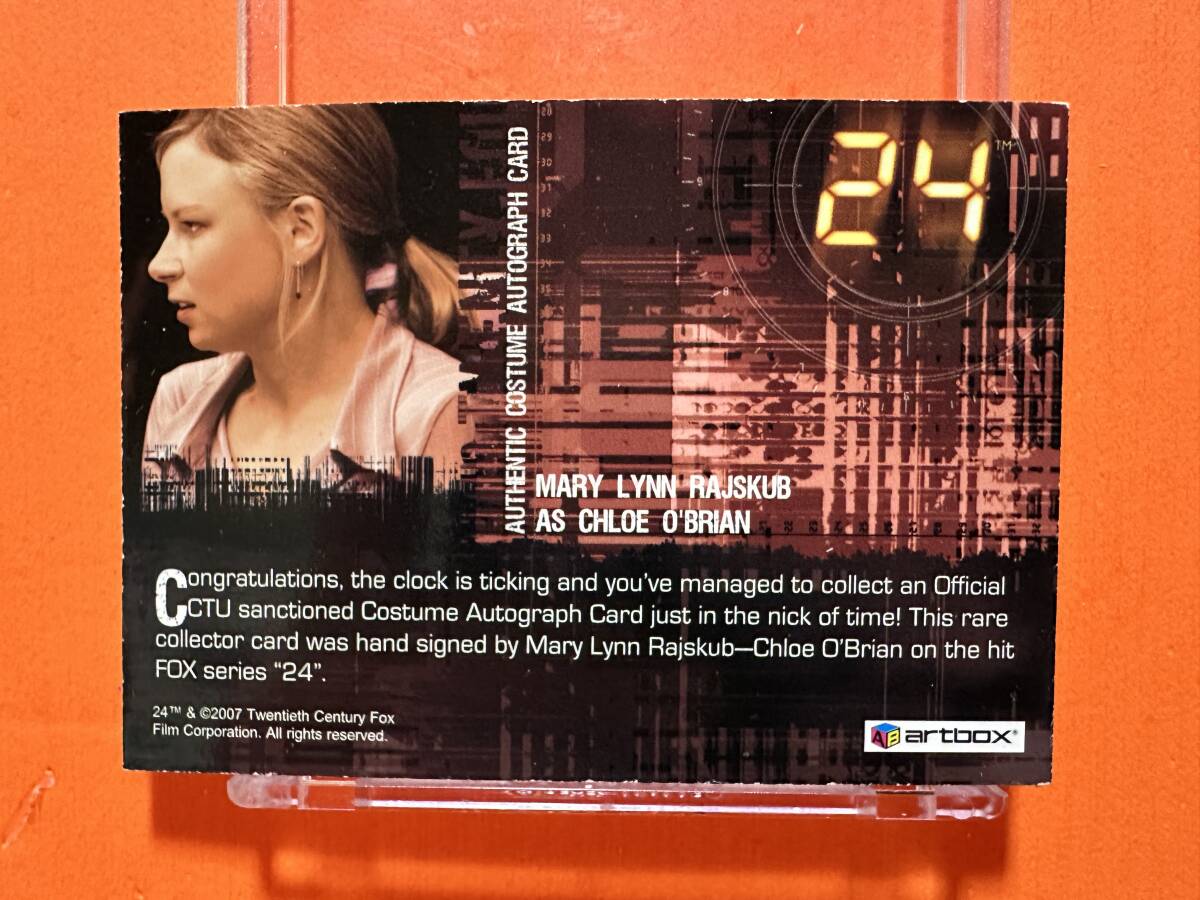 AUTHENTIC COSTUME AUTOGRAPH CARD
24™
MARY LYNN RAJSKUB
AS CHLOE O'BRIAN
Congratulations, the clock is ticking and you've managed to collect an Official
CTU sanctioned Costume Autograph Card just in the nick of time! This rare
collector card was hand signed by Mary Lynn Rajskub—Chloe O'Brian on the hit
FOX series "24".
24™ & ©2007 Twentieth Century Fox
Film Corporation. All rights reserved.
AB artbox®